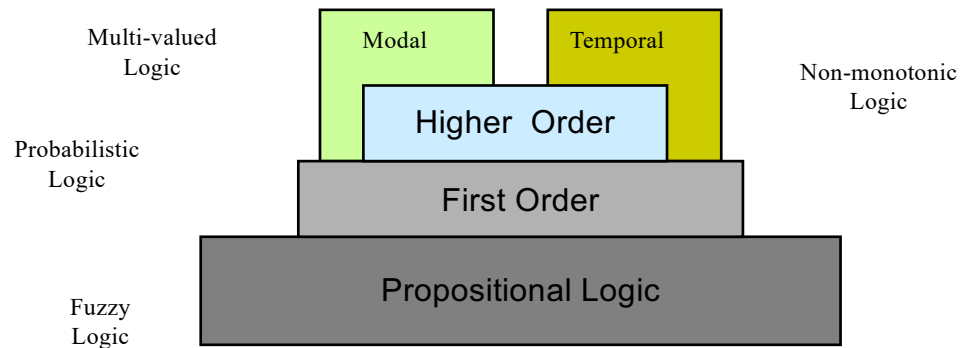 Multi-valued
Logic
Modal
Temporal
Non-monotonic
Logic
Higher Order
Probabilistic
Logic
First Order
Propositional Logic
Fuzzy
Logic